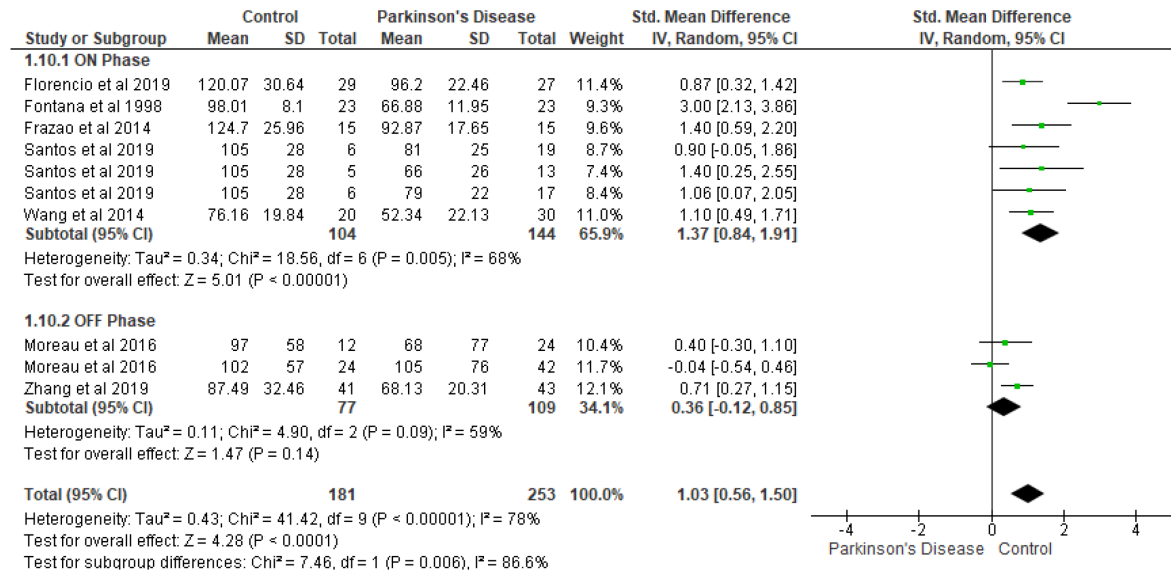 Control Parkinson's Disease Std. Mean Difference Std. Mean Difference
Study or Subgroup Mean SD Total Mean SD Total Weight IV, Random, 95% CI IV, Random, 95% CI
1.10.1 ON Phase
Florencio et al 2019 120.07 30.64 29 96.2 22.46 27 11.4% 0.87 [0.32, 1.42]
Fontana et al 1998 98.01 8.1 23 66.88 11.95 23 9.3% 3.00 [2.13, 3.86]
Frazao et al 2014 124.7 25.96 15 92.87 17.65 15 9.6% 1.40 [0.59, 2.20]
Santos et al 2019 105 28 6 81 25 19 8.7% 0.90 [-0.05, 1.86]
Santos et al 2019 105 28 5 66 26 13 7.4% 1.40 [0.25, 2.55]
Santos et al 2019 105 28 6 79 22 17 8.4% 1.06 [0.07, 2.05]
Wang et al 2014 76.16 19.84 20 52.34 22.13 30 11.0% 1.10 [0.49, 1.71]
Subtotal (95% CI) 104 144 65.9% 1.37 [0.84, 1.91]
Heterogeneity: Tau² = 0.34; Chi² = 18.56, df = 6 (P = 0.005); I² = 68%
Test for overall effect: Z = 5.01 (P < 0.00001)
1.10.2 OFF Phase
Moreau et al 2016 97 58 12 68 77 24 10.4% 0.40 [-0.30, 1.10]
Moreau et al 2016 102 57 24 105 76 42 11.7% -0.04 [-0.54, 0.46]
Zhang et al 2019 87.49 32.46 41 68.13 20.31 43 12.1% 0.71 [0.27, 1.15]
Subtotal (95% CI) 77 109 34.1% 0.36 [-0.12, 0.85]
Heterogeneity: Tau² = 0.11; Chi² = 4.90, df = 2 (P = 0.09); I² = 59%
Test for overall effect: Z = 1.47 (P = 0.14)
Total (95% CI) 181 253 100.0% 1.03 [0.56, 1.50]
Heterogeneity: Tau² = 0.43; Chi² = 41.42, df = 9 (P < 0.00001); I² = 78%
Test for overall effect: Z = 4.28 (P < 0.0001)
Test for subgroup differences: Chi² = 7.46, df = 1 (P = 0.006), I² = 86.6%
-4 -2 0 2 4
Parkinson's Disease Control